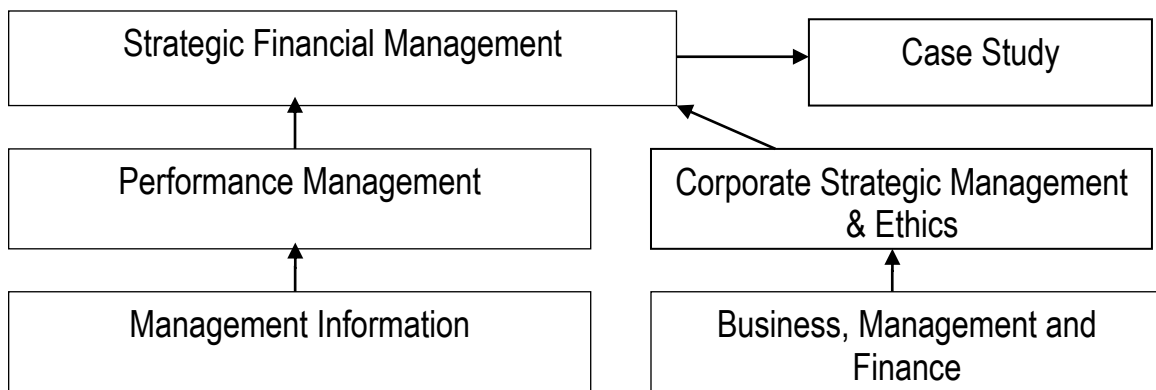 Strategic Financial Management
Case Study
Performance Management
Corporate Strategic Management
& Ethics
Management Information
Business, Management and
Finance